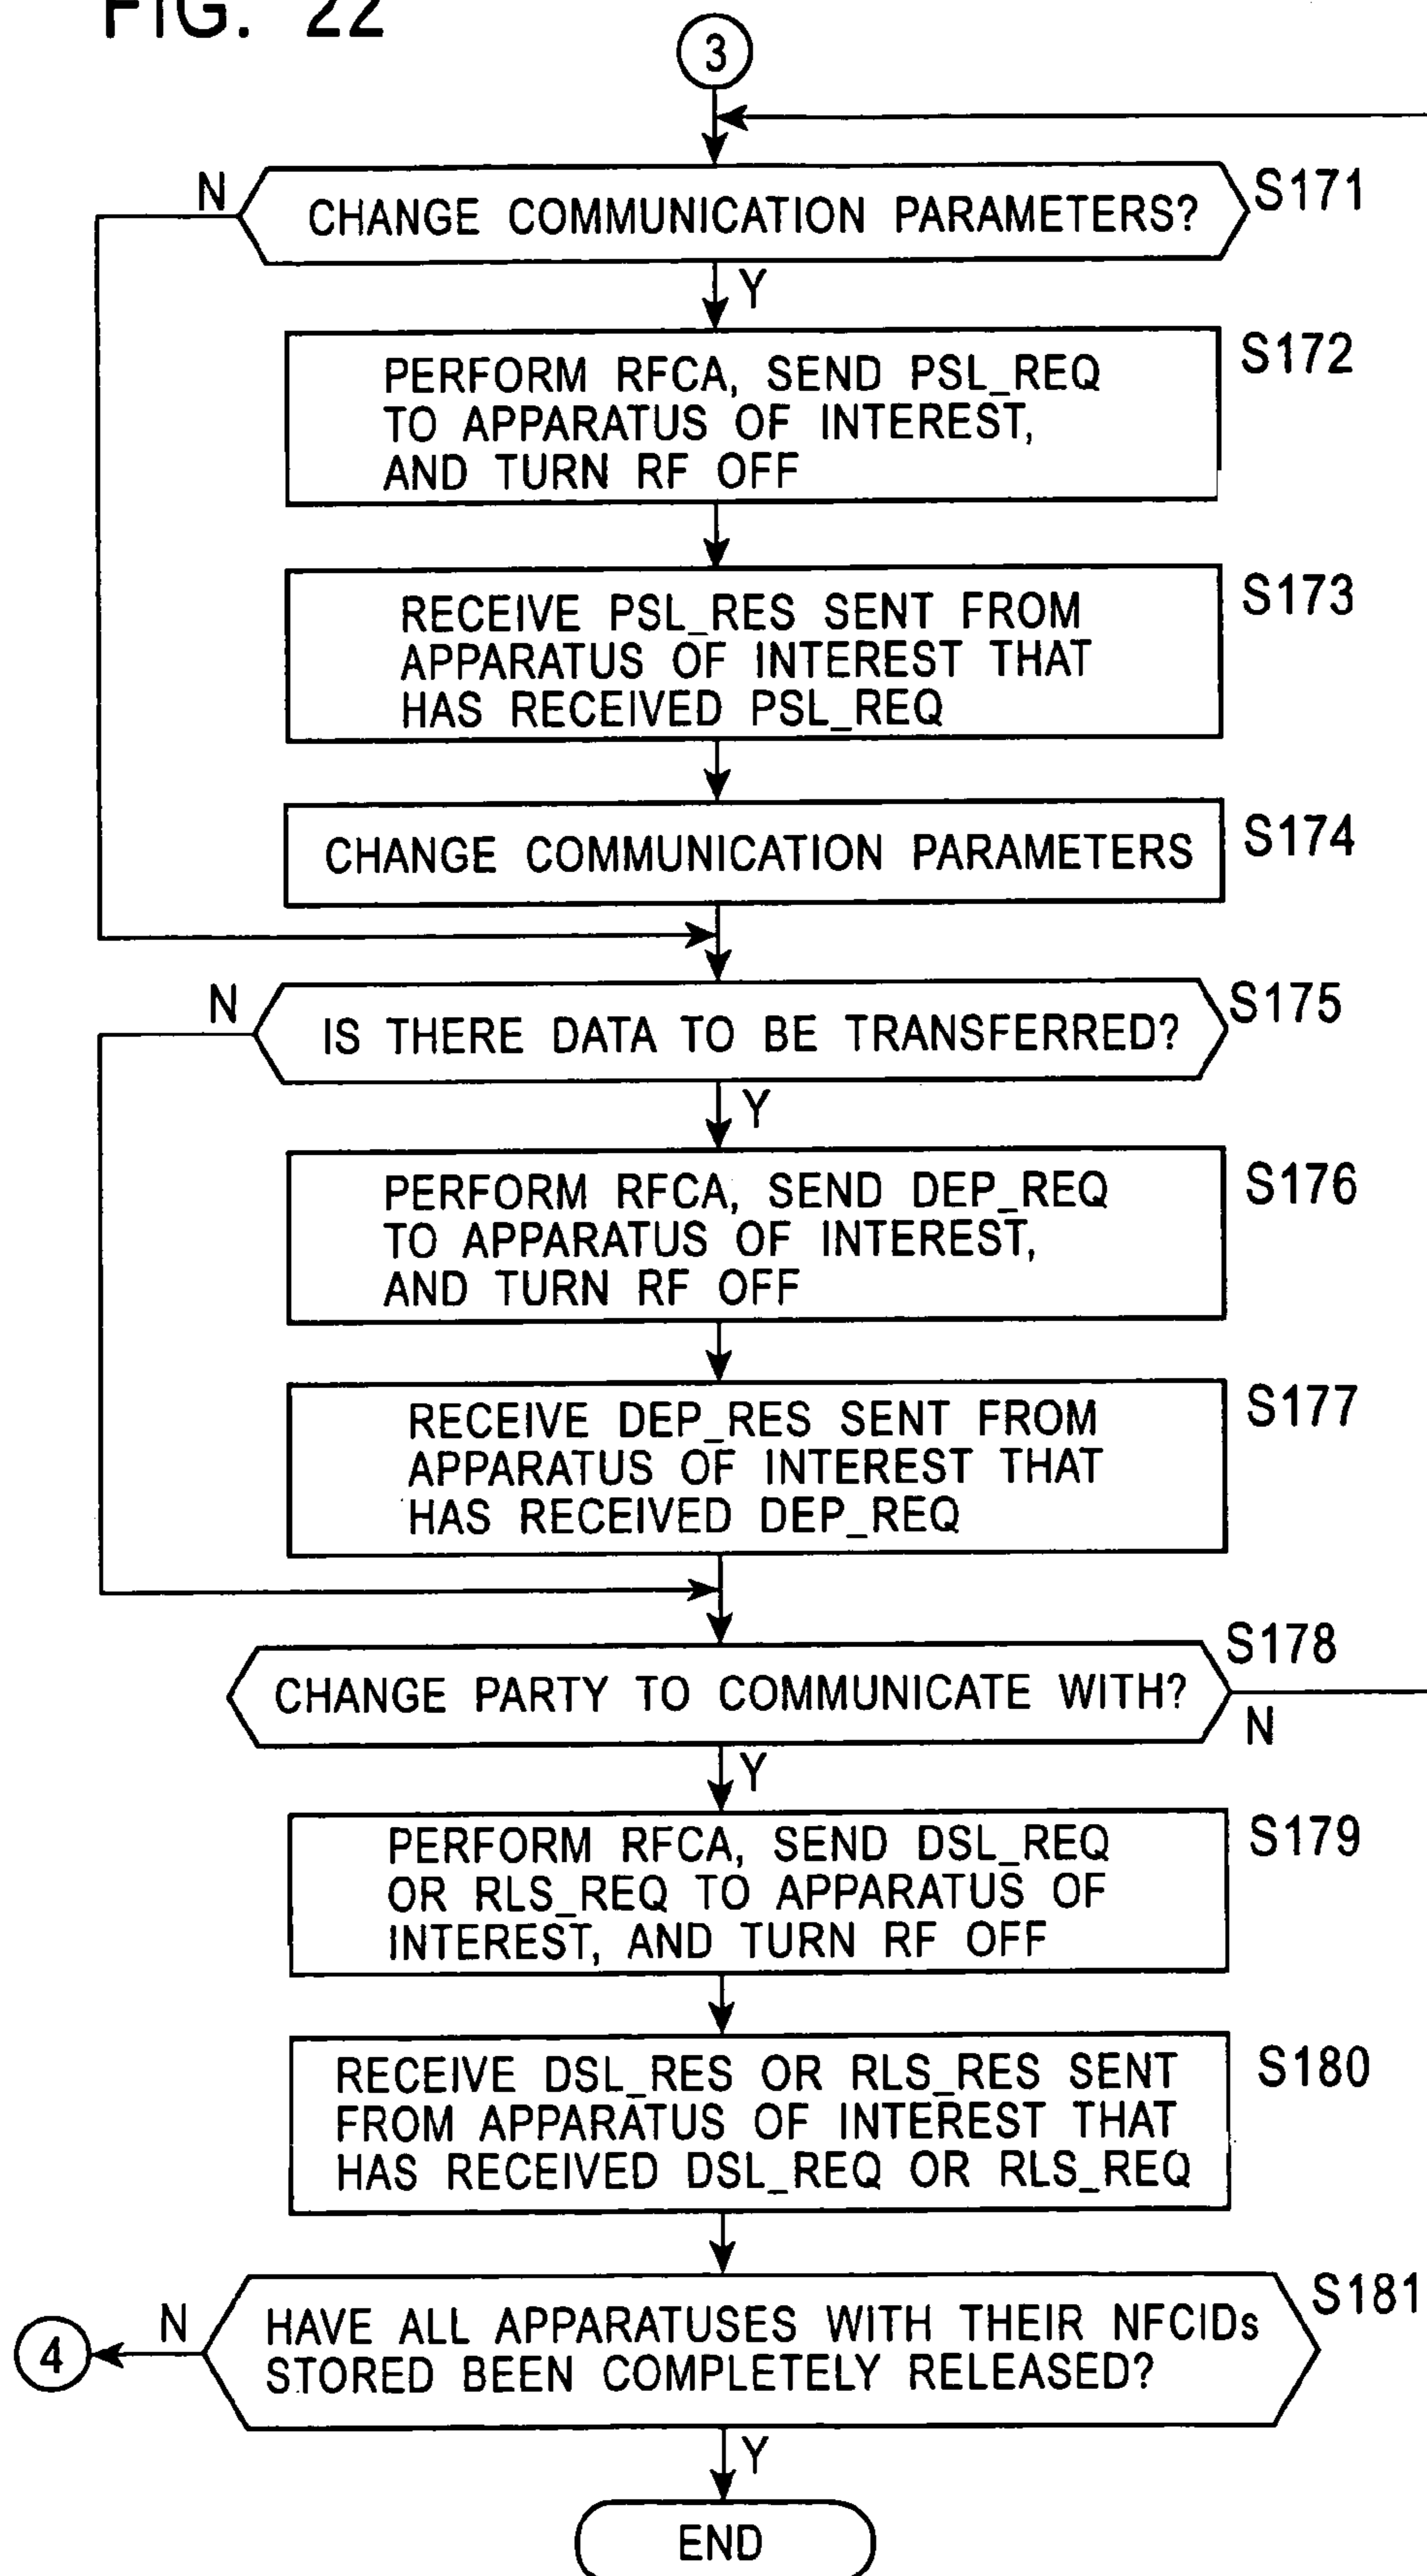 FIG. 22
3
N
CHANGE COMMUNICATION PARAMETERS?
S171
Y
PERFORM RFCA, SEND PSL_REQ
TO APPARATUS OF INTEREST,
AND TURN RF OFF
S172
RECEIVE PSL_RES SENT FROM
APPARATUS OF INTEREST THAT
HAS RECEIVED PSL_REQ
S173
CHANGE COMMUNICATION PARAMETERS
S174
N
IS THERE DATA TO BE TRANSFERRED?
S175
Y
PERFORM RFCA, SEND DEP_REQ
TO APPARATUS OF INTEREST,
AND TURN RF OFF
S176
RECEIVE DEP_RES SENT FROM
APPARATUS OF INTEREST THAT
HAS RECEIVED DEP_REQ
S177
CHANGE PARTY TO COMMUNICATE WITH?
S178
N
Y
PERFORM RFCA, SEND DSL_REQ
OR RLS_REQ TO APPARATUS OF
INTEREST, AND TURN RF OFF
S179
RECEIVE DSL_RES OR RLS_RES SENT
FROM APPARATUS OF INTEREST THAT
HAS RECEIVED DSL_REQ OR RLS_REQ
S180
4
N
HAVE ALL APPARATUSES WITH THEIR NFCIDs
STORED BEEN COMPLETELY RELEASED?
S181
Y
END